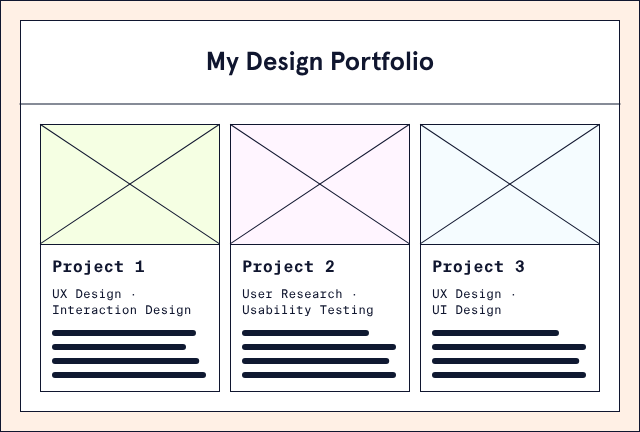 My Design Portfolio
Project 1
UX Design ·
Interaction Design
Project 2
User Research ·
Usability Testing
Project 3
UX Design ·
UI Design